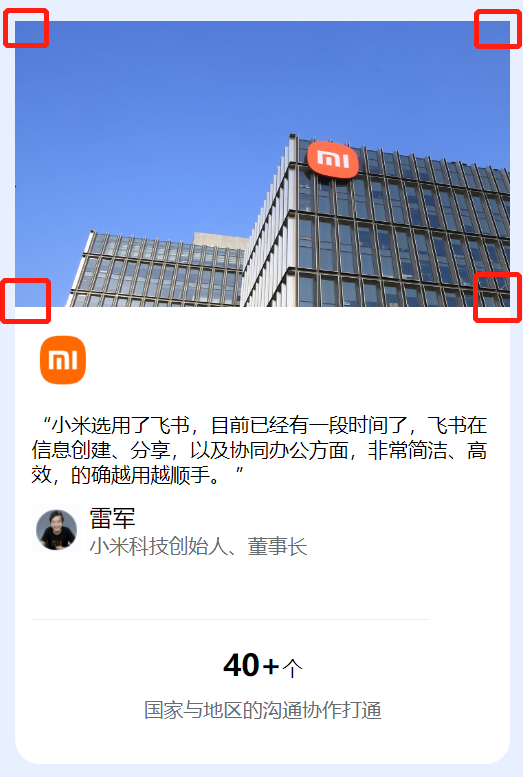 mi
mi
“小米选用了飞书，目前已经有一段时间了，飞书在
信息创建、分享，以及协同办公方面，非常简洁、高
效，的确越用越顺手。 ”
雷军
小米科技创始人、董事长
40+个
国家与地区的沟通协作打通